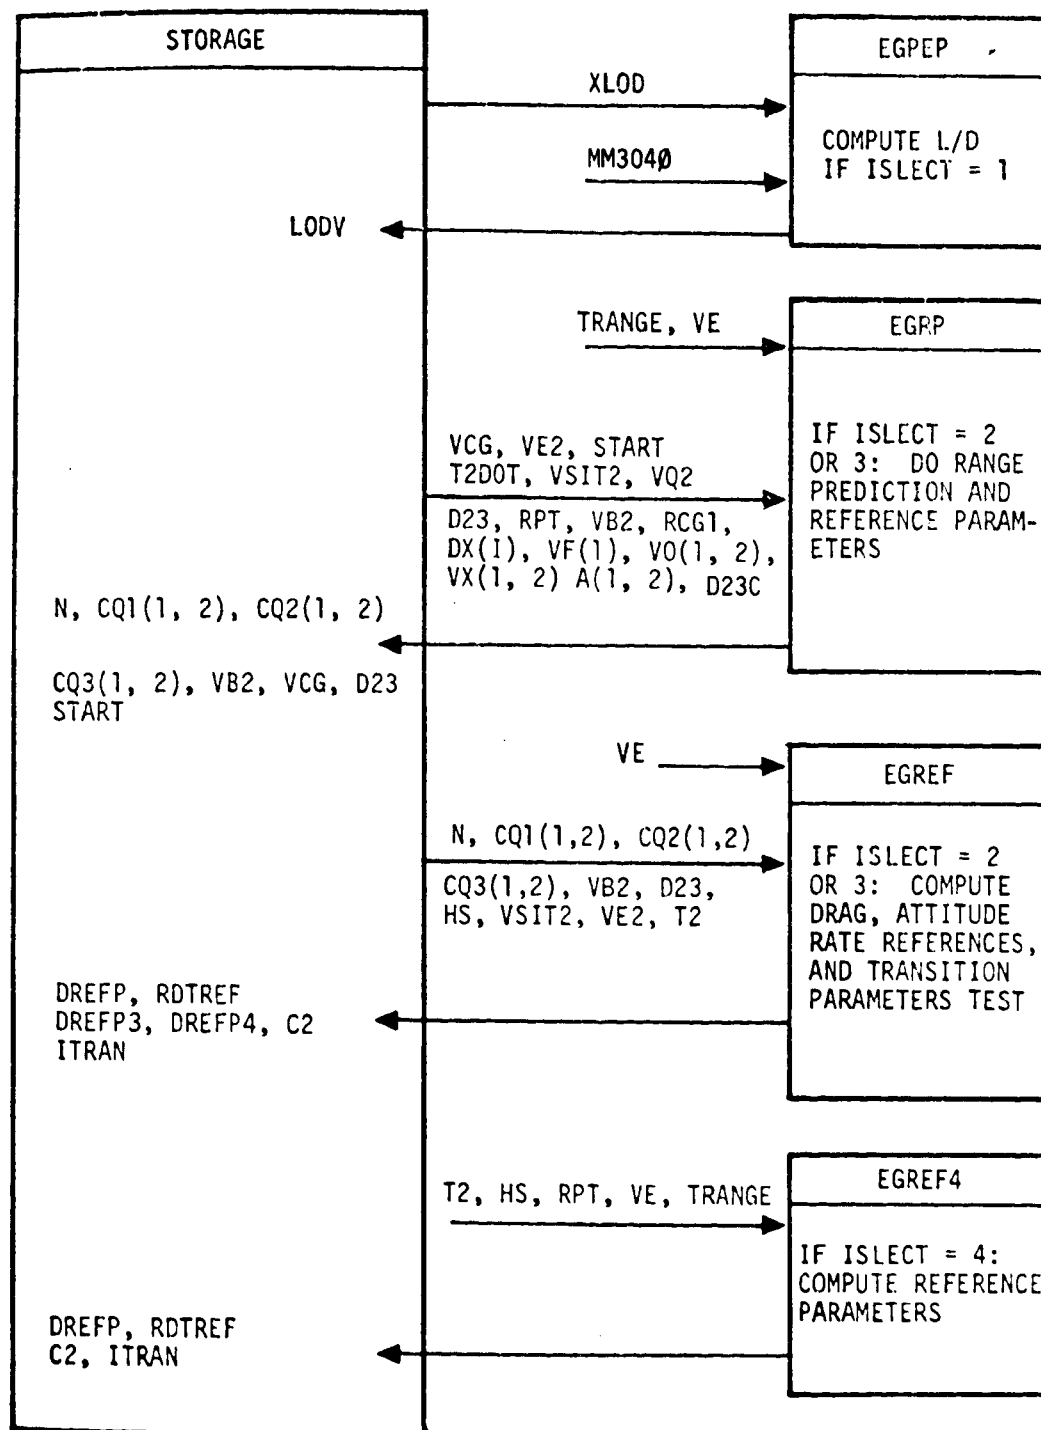 STORAGE
EGPEP
XLOD
COMPUTE L/D
IF ISLECT = 1
MM3040
LODV
TRANGE, VE
EGRP
VCG, VE2, START
T2DOT, VSIT2, VQ2
D23, RPT, VB2, RCG1,
DX(I), VF(1), VO(1, 2),
VX(1, 2) A(1, 2), D23C
IF ISLECT = 2
OR 3: DO RANGE
PREDICTION AND
REFERENCE PARAM-
ETERS
N, CQ1(1, 2), CQ2(1, 2)
CQ3(1, 2), VB2, VCG, D23
START
VE
EGREF
N, CQ1(1,2), CQ2(1,2)
CQ3(1,2), VB2, D23,
HS, VSIT2, VE2, T2
IF ISLECT = 2
OR 3: COMPUTE
DRAG, ATTITUDE
RATE REFERENCES,
AND TRANSITION
PARAMETERS TEST
DREFP, RDTREF
DREFP3, DREFP4, C2
ITRAN
T2, HS, RPT, VE, TRANGE
EGREF4
IF ISLECT = 4:
COMPUTE REFERENCE
PARAMETERS
DREFP, RDTREF
C2, ITRAN